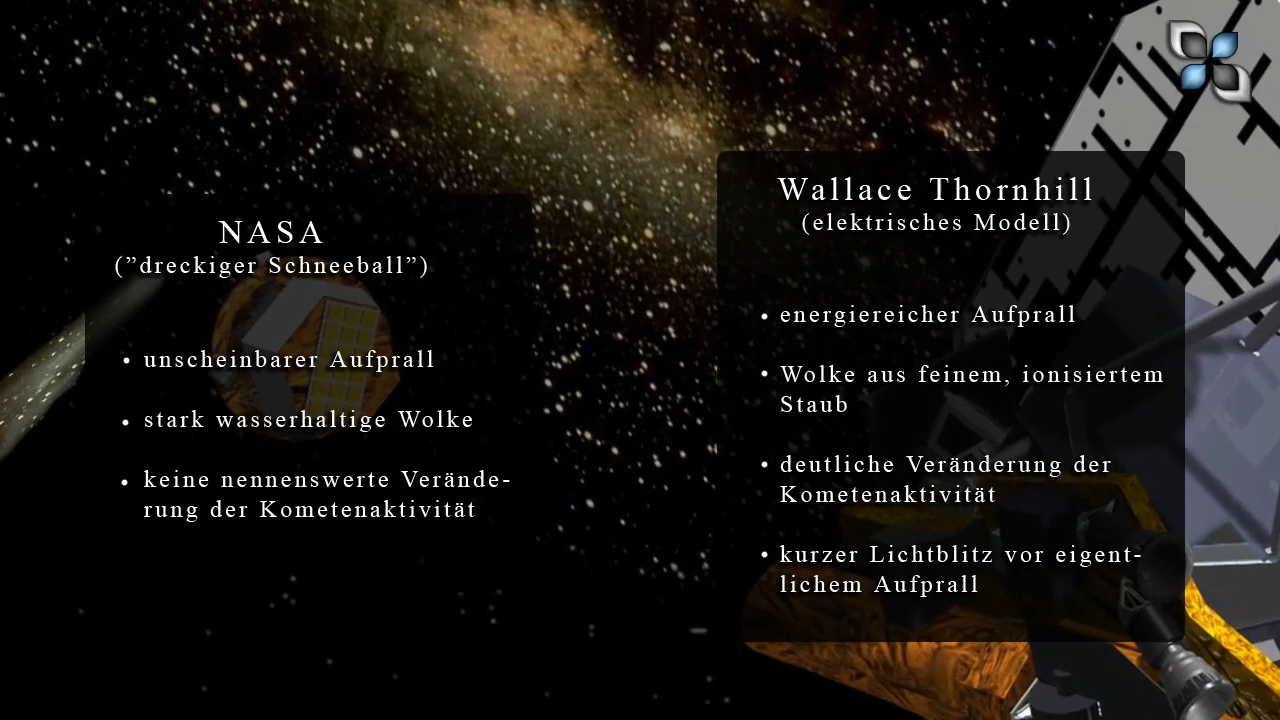 NASA
(”dreckiger Schneeball”)
• unscheinbarer Aufprall
• stark wasserhaltige Wolke
• keine nennenswerte Verände-
rung der Kometenaktivität
Wallace Thornhill
(elektrisches Modell)
• energiereicher Aufprall
• Wolke aus feinem, ionisiertem
Staub
• deutliche Veränderung der
Kometenaktivität
• kurzer Lichtblitz vor eigent-
lichem Aufprall